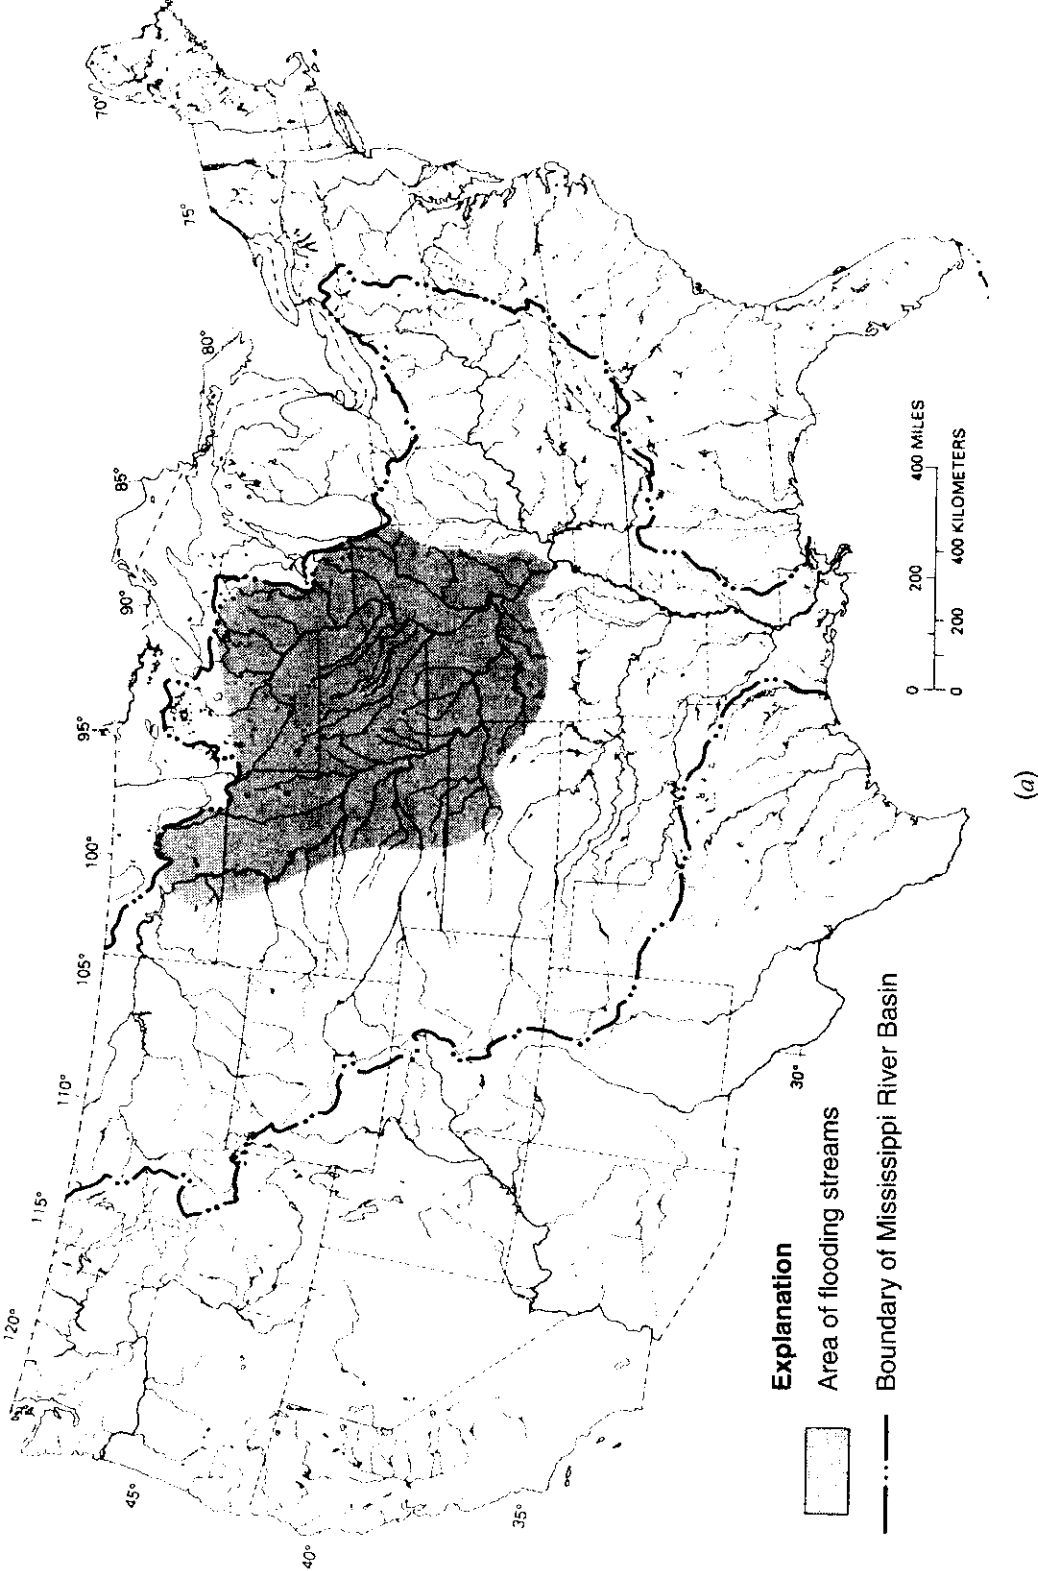 120°
115°
110°
105°
100°
95°
90°
85°
80°
75°
70°
45°
40°
35°
30°
0 200 400 MILES
0 200 400 KILOMETERS
Explanation
Area of flooding streams
Boundary of Mississippi River Basin
(a)